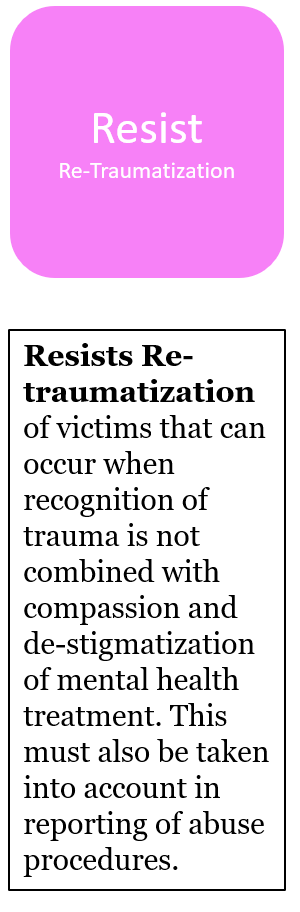 Resist
Re-Traumatization
Resists Re-
traumatization
of victims that can
occur when
recognition of
trauma is not
combined with
compassion and
de-stigmatization
of mental health
treatment. This
must also be taken
into account in
reporting of abuse
procedures.